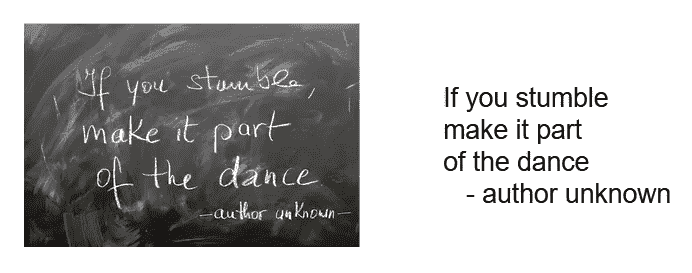 If you stumble,
make it part
of the dance
—author unknown—
If you stumble
make it part
of the dance
- author unknown